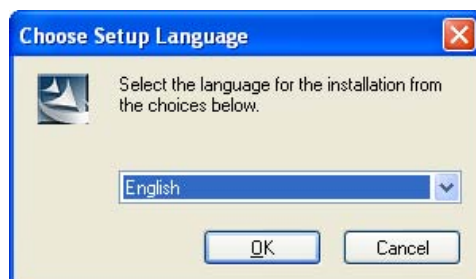 Choose Setup Language
Select the language for the installation from
the choices below.
English
OK
Cancel